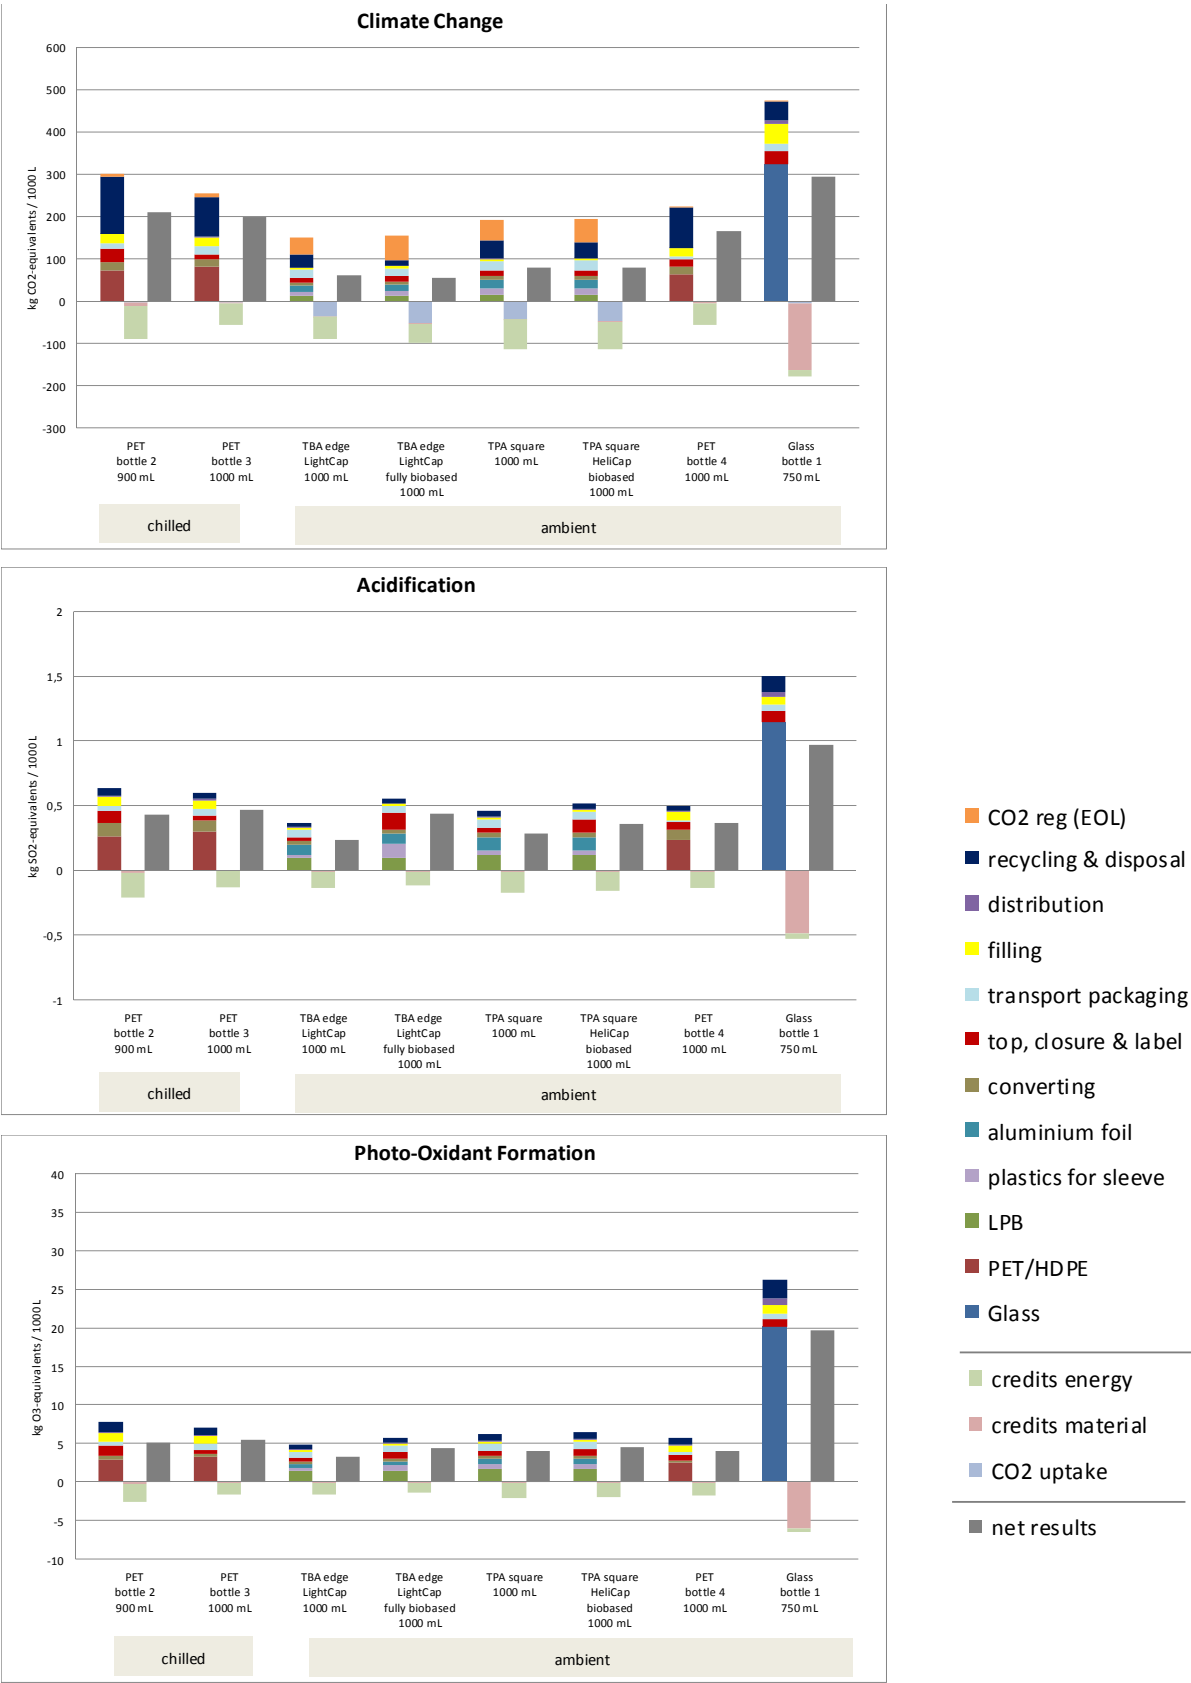 Climate Change
kg CO2-equivalents / 1000 L
600
500
400
300
200
100
0
-100
-200
-300
PET
bottle 2
900 mL
PET
bottle 3
1000 mL
TBA edge
LightCap
1000 mL
TBA edge
LightCap
fully biobased
1000 mL
TPA square
1000 mL
TPA square
HeliCap
biobased
1000 mL
PET
bottle 4
1000 mL
Glass
bottle 1
750 mL
chilled
ambient
Acidification
kg SO2-equivalents / 1000 L
2
1,5
1
0,5
0
-0,5
-1
PET
bottle 2
900 mL
PET
bottle 3
1000 mL
TBA edge
LightCap
1000 mL
TBA edge
LightCap
fully biobased
1000 mL
TPA square
1000 mL
TPA square
HeliCap
biobased
1000 mL
PET
bottle 4
1000 mL
Glass
bottle 1
750 mL
chilled
ambient
Photo-Oxidant Formation
kg O3-equivalents / 1000 L
40
35
30
25
20
15
10
5
0
-5
-10
PET
bottle 2
900 mL
PET
bottle 3
1000 mL
TBA edge
LightCap
1000 mL
TBA edge
LightCap
fully biobased
1000 mL
TPA square
1000 mL
TPA square
HeliCap
biobased
1000 mL
PET
bottle 4
1000 mL
Glass
bottle 1
750 mL
chilled
ambient
CO2 reg (EOL)
recycling & disposal
distribution
filling
transport packaging
top, closure & label
converting
aluminium foil
plastics for sleeve
LPB
PET/HDPE
Glass
credits energy
credits material
CO2 uptake
net results